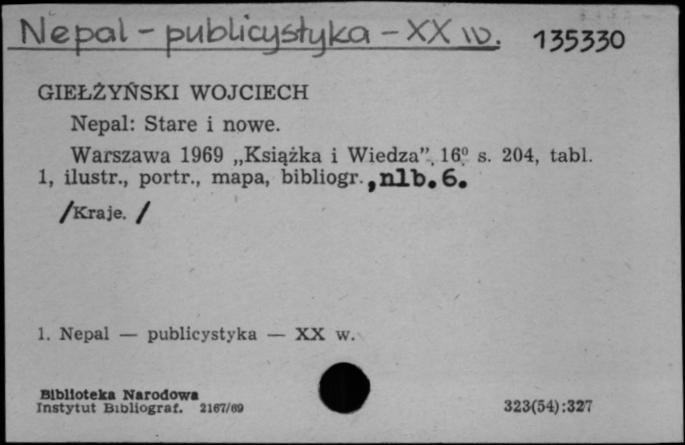 Nepal - publicystyka - XX w. 135330
GIEŁŻYŃSKI WOJCIECH
Nepal: Stare i nowe.
Warszawa 1969 „Książka i Wiedza”. 16⁰ s. 204, tabl.
1, ilustr., portr., mapa, bibliogr., nlb. 6.
/Kraje. /
1. Nepal — publicystyka — XX w.
Biblioteka Narodowa
Instytut Bibliograf. 2167/69
323(54):327